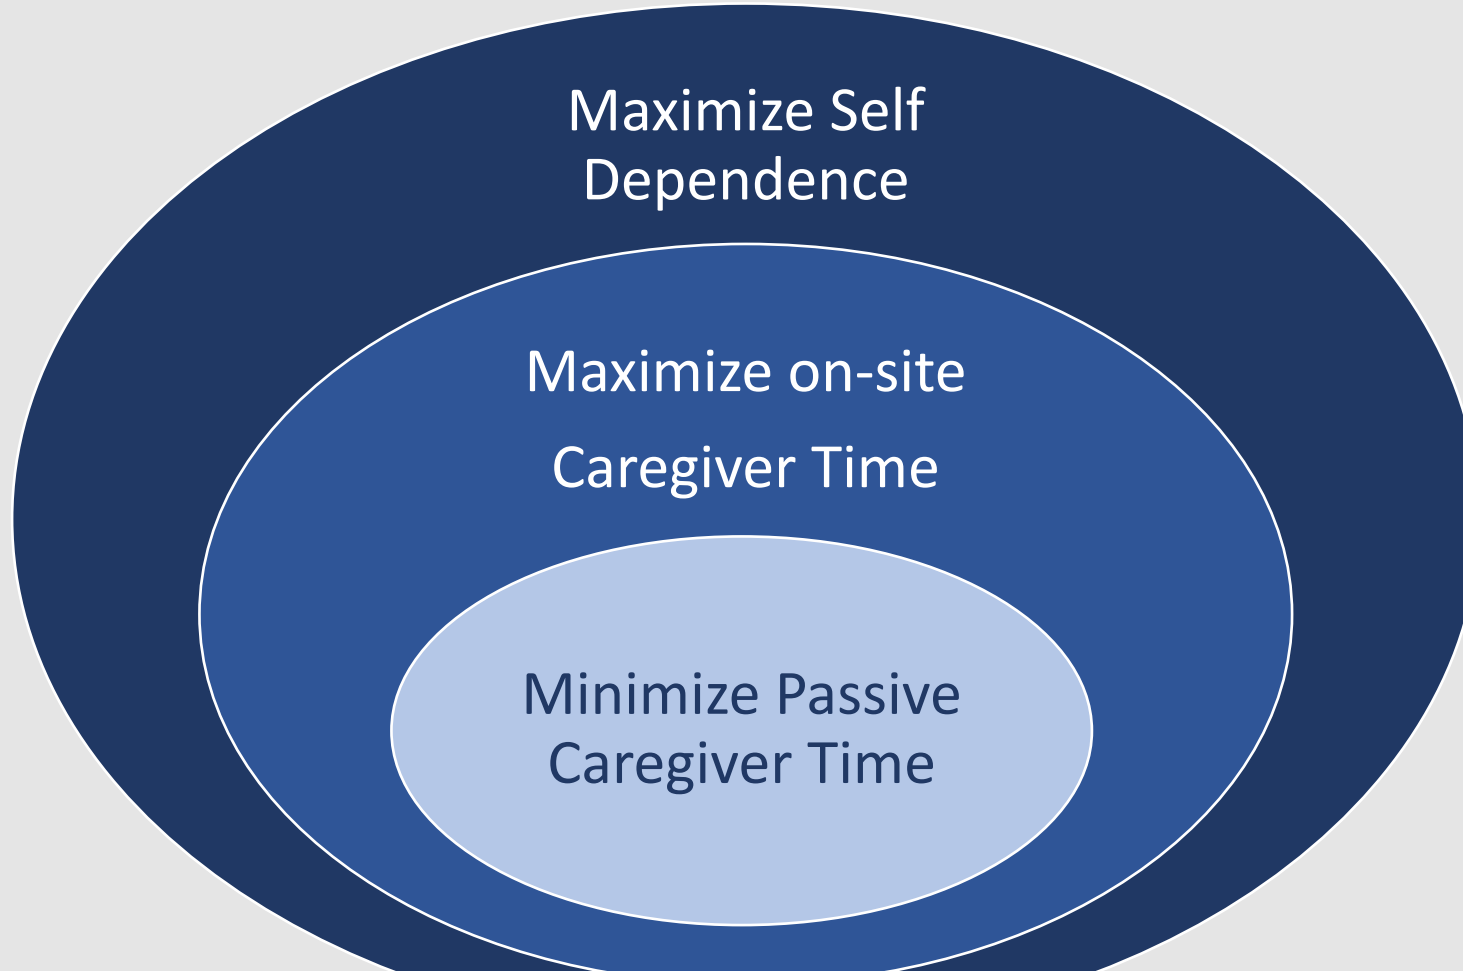 Maximize Self
Dependence
Maximize on-site
Caregiver Time
Minimize Passive
Caregiver Time